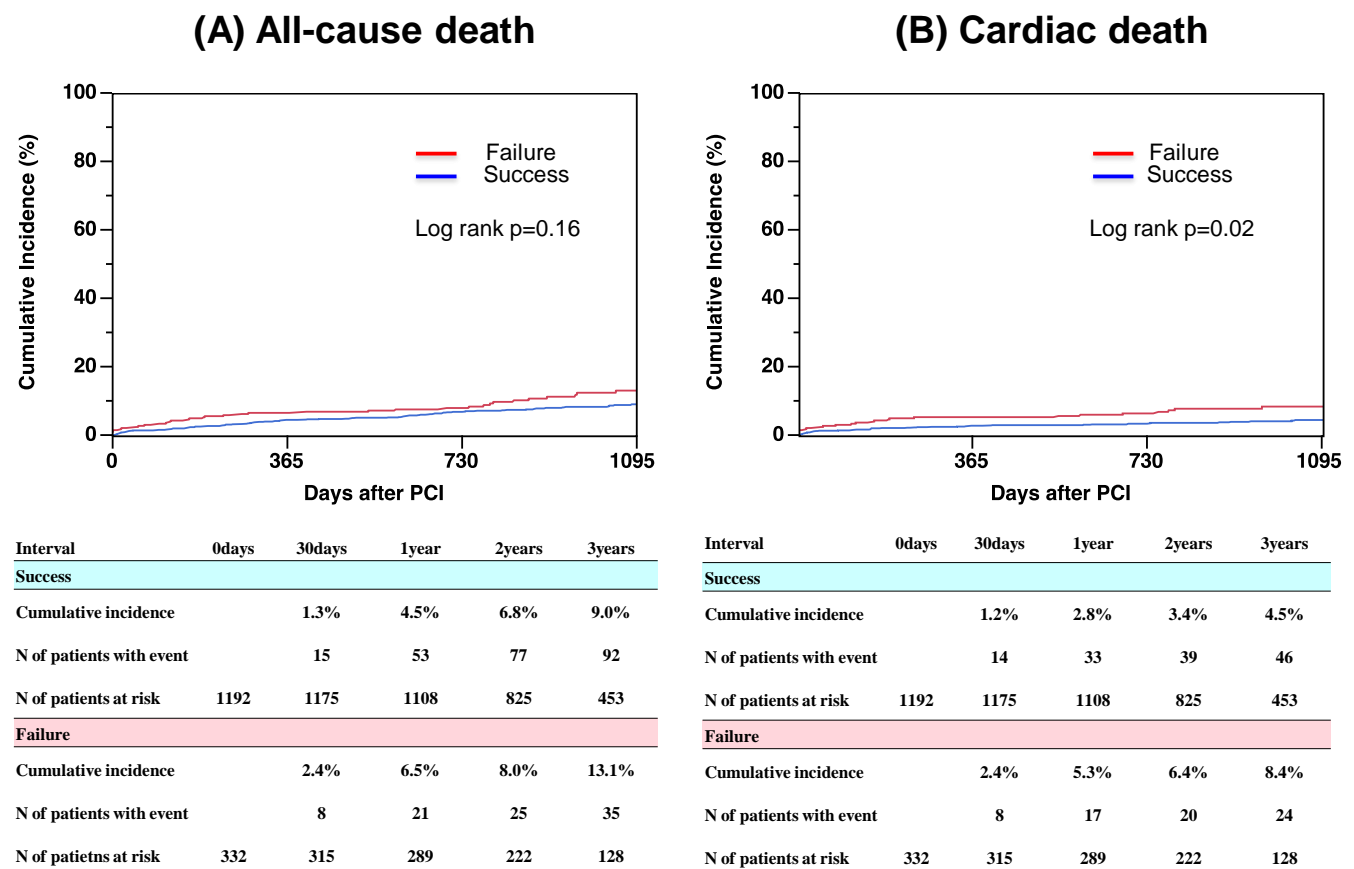 (A) All-cause death
Cumulative Incidence (%)
100
80
60
40
20
0
Failure
Success
Log rank p=0.16
0 365 730 1095
Days after PCI
Interval 0days 30days 1year 2years 3years
Success
Cumulative incidence 1.3% 4.5% 6.8% 9.0%
N of patients with event 15 53 77 92
N of patients at risk 1192 1175 1108 825 453
Failure
Cumulative incidence 2.4% 6.5% 8.0% 13.1%
N of patients with event 8 21 25 35
N of patietns at risk 332 315 289 222 128
(B) Cardiac death
Cumulative Incidence (%)
100
80
60
40
20
0
Failure
Success
Log rank p=0.02
365 730 1095
Days after PCI
Interval 0days 30days 1year 2years 3years
Success
Cumulative incidence 1.2% 2.8% 3.4% 4.5%
N of patients with event 14 33 39 46
N of patients at risk 1192 1175 1108 825 453
Failure
Cumulative incidence 2.4% 5.3% 6.4% 8.4%
N of patients with event 8 17 20 24
N of patients at risk 332 315 289 222 128